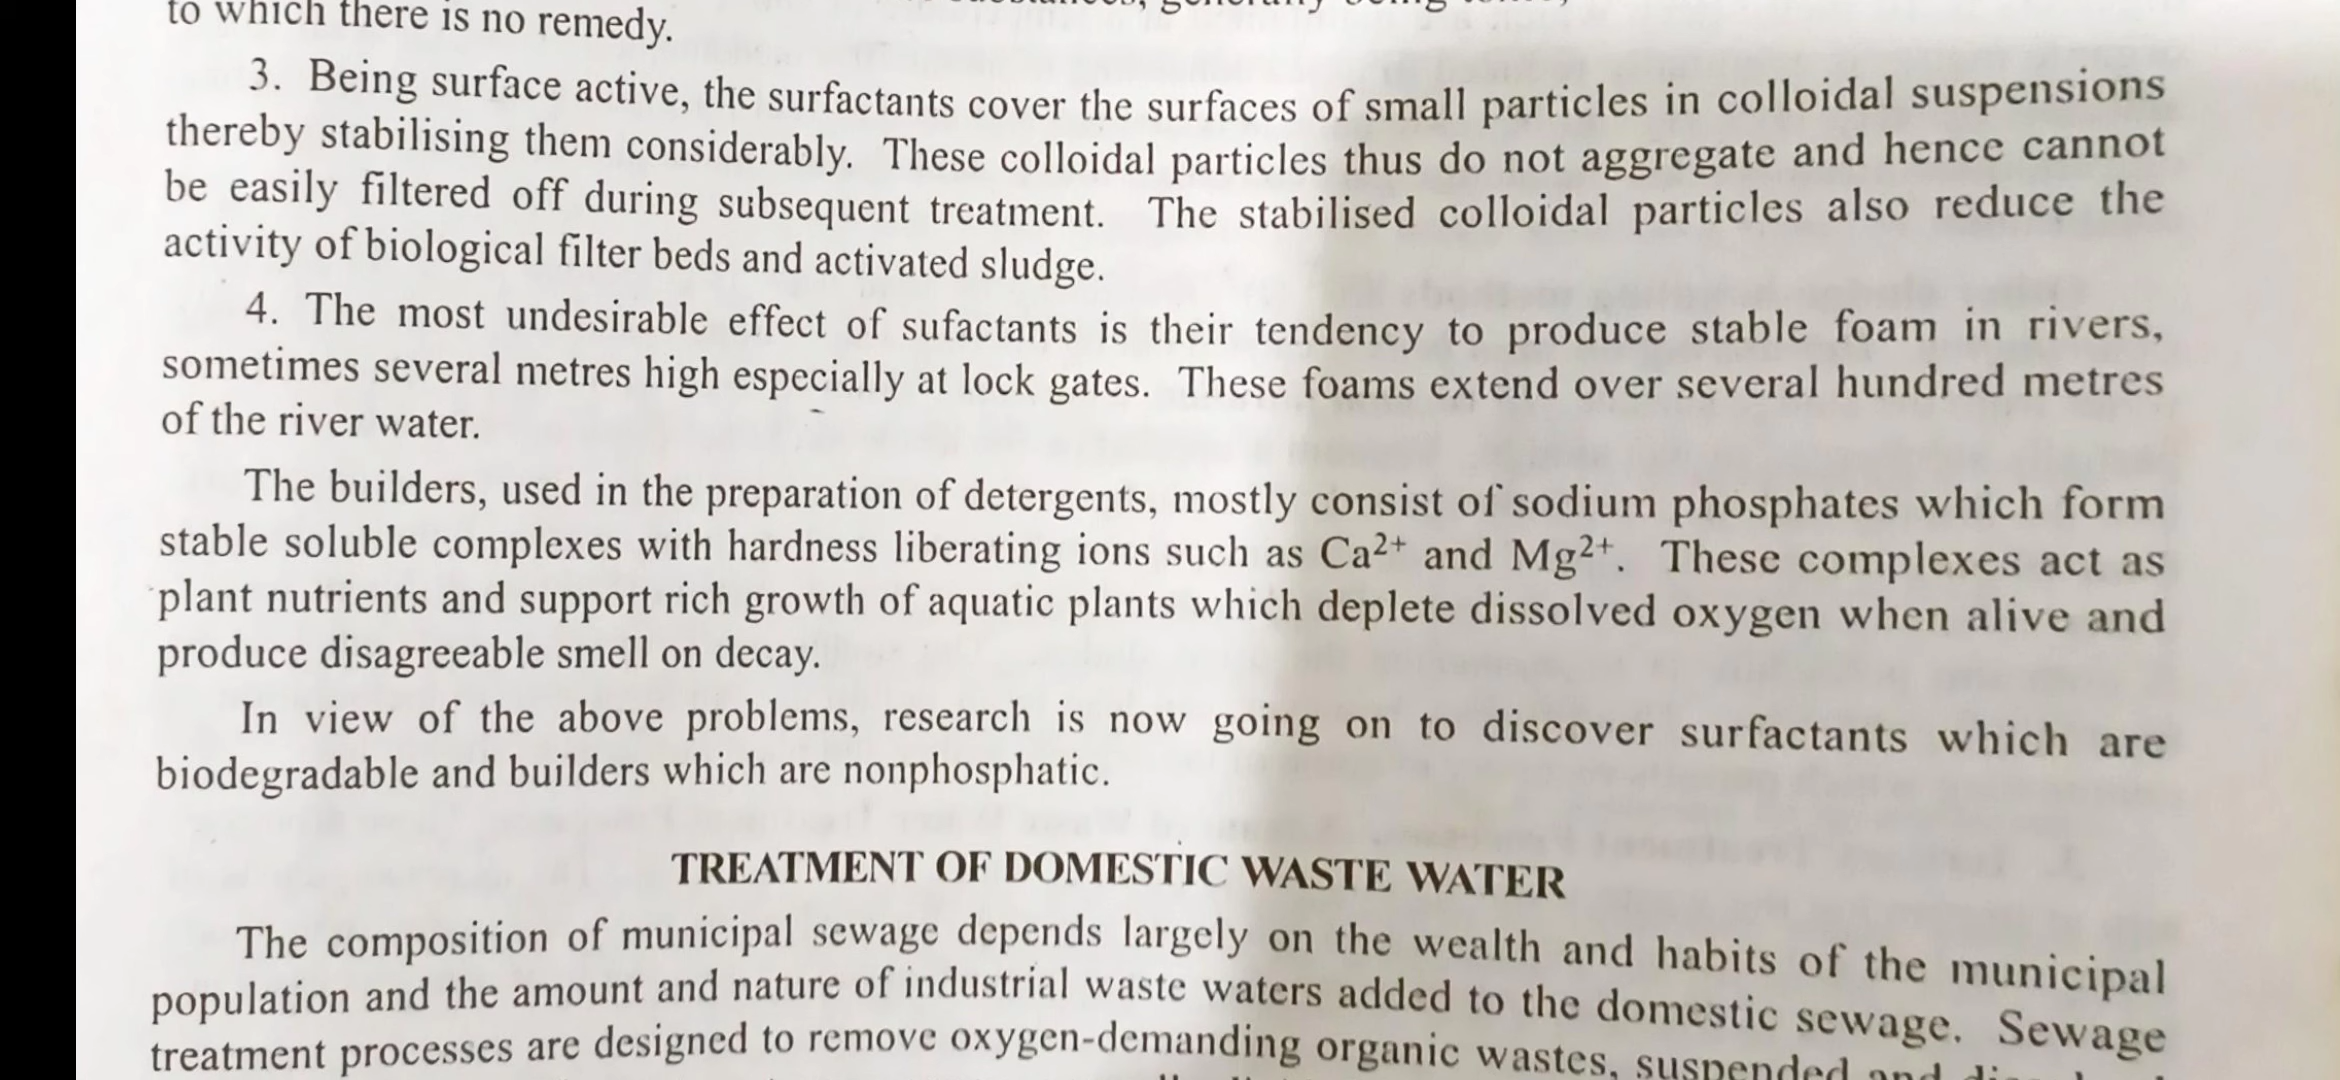 to which there is no remedy.
3. Being surface active, the surfactants cover the surfaces of small particles in colloidal suspensions
thereby stabilising them considerably. These colloidal particles thus do not aggregate and hence cannot
be easily filtered off during subsequent treatment. The stabilised colloidal particles also reduce the
activity of biological filter beds and activated sludge.
4. The most undesirable effect of sufactants is their tendency to produce stable foam in rivers,
sometimes several metres high especially at lock gates. These foams extend over several hundred metres
of the river water.
The builders, used in the preparation of detergents, mostly consist of sodium phosphates which form
stable soluble complexes with hardness liberating ions such as Ca²⁺ and Mg²⁺. These complexes act as
plant nutrients and support rich growth of aquatic plants which deplete dissolved oxygen when alive and
produce disagreeable smell on decay.
In view of the above problems, research is now going on to discover surfactants which are
biodegradable and builders which are nonphosphatic.
TREATMENT OF DOMESTIC WASTE WATER
The composition of municipal sewage depends largely on the wealth and habits of the municipal
population and the amount and nature of industrial waste waters added to the domestic sewage. Sewage
treatment processes are designed to remove oxygen-demanding organic wastes, suspended and